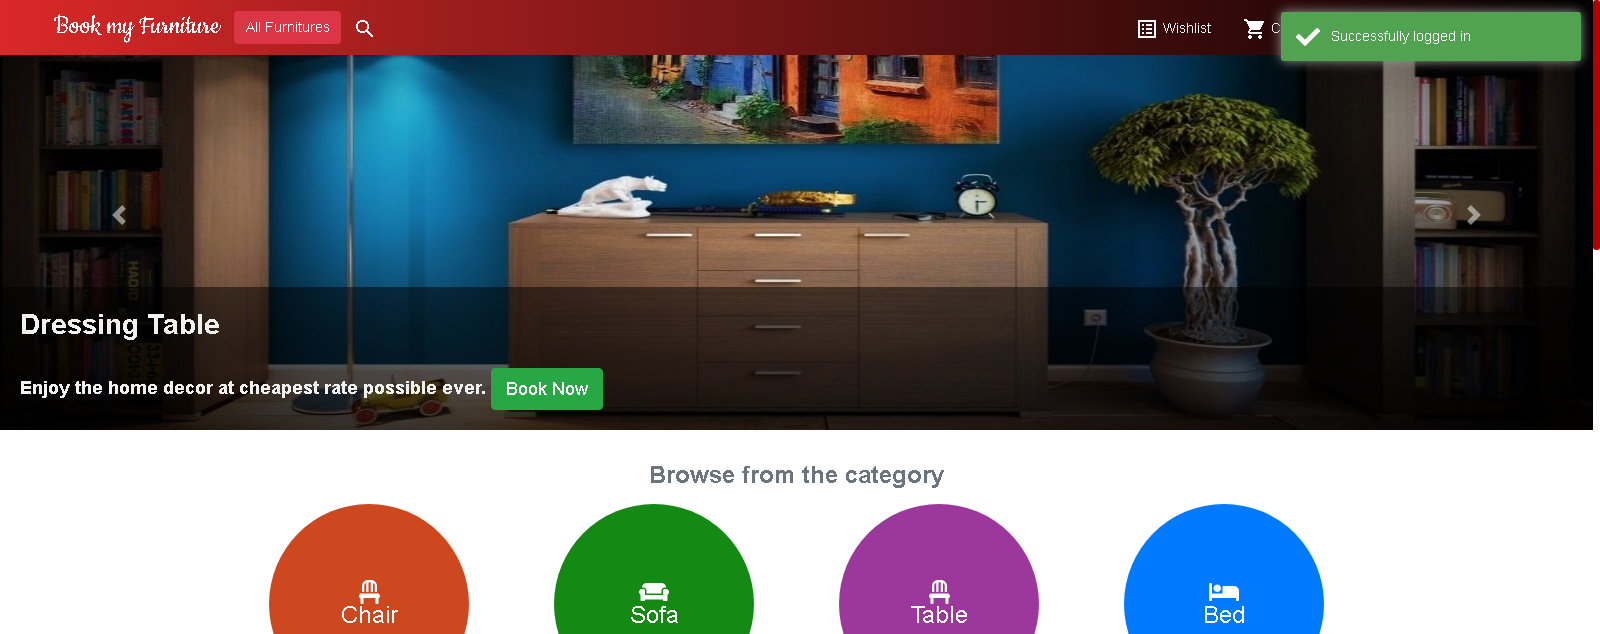 Book my Furniture
All Furnitures
Wishlist
C
Successfully logged in
Dressing Table
Enjoy the home decor at cheapest rate possible ever.
Book Now
Browse from the category
Chair
Sofa
Table
Bed